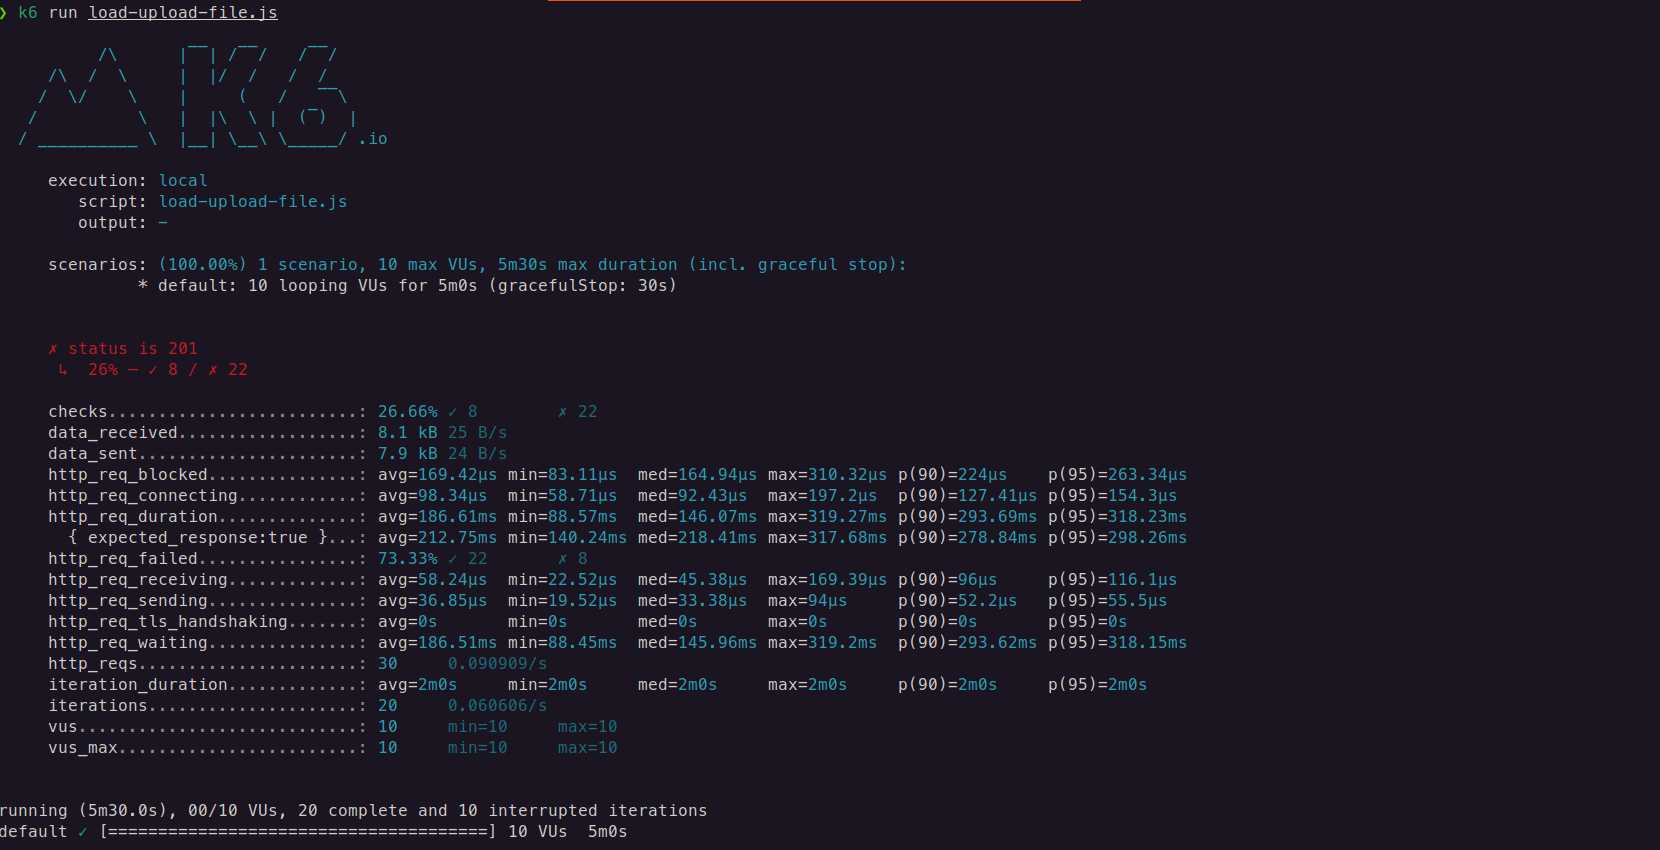 ❯ k6 run load-upload-file.js
          /\      |‾‾| /‾‾/   /‾‾/
     /\  /  \     |  |/  /   /  /
    /  \/    \    |     (   /   ‾‾\
   /          \   |  |\  \ |  (‾)  |
  / __________ \  |__| \__\ \_____/ .io
execution: local
script: load-upload-file.js
output: -
scenarios: (100.00%) 1 scenario, 10 max VUs, 5m30s max duration (incl. graceful stop):
* default: 10 looping VUs for 5m0s (gracefulStop: 30s)
✗ status is 201
↳  26% — ✓ 8 / ✗ 22
checks.........................: 26.66% ✓ 8        ✗ 22
data_received..................: 8.1 kB 25 B/s
data_sent......................: 7.9 kB 24 B/s
http_req_blocked...............: avg=169.42µs min=83.11µs  med=164.94µs max=310.32µs p(90)=224µs    p(95)=263.34µs
http_req_connecting............: avg=98.34µs  min=58.71µs  med=92.43µs  max=197.2µs  p(90)=127.41µs p(95)=154.3µs
http_req_duration..............: avg=186.61ms min=88.57ms  med=146.07ms max=319.27ms p(90)=293.69ms p(95)=318.23ms
{ expected_response:true }...: avg=212.75ms min=140.24ms med=218.41ms max=317.68ms p(90)=278.84ms p(95)=298.26ms
http_req_failed................: 73.33% ✓ 22       ✗ 8
http_req_receiving.............: avg=58.24µs  min=22.52µs  med=45.38µs  max=169.39µs p(90)=96µs     p(95)=116.1µs
http_req_sending...............: avg=36.85µs  min=19.52µs  med=33.38µs  max=94µs     p(90)=52.2µs   p(95)=55.5µs
http_req_tls_handshaking.......: avg=0s       min=0s       med=0s       max=0s       p(90)=0s       p(95)=0s
http_req_waiting...............: avg=186.51ms min=88.45ms  med=145.96ms max=319.2ms  p(90)=293.62ms p(95)=318.15ms
http_reqs......................: 30     0.090909/s
iteration_duration.............: avg=2m0s     min=2m0s     med=2m0s     max=2m0s     p(90)=2m0s     p(95)=2m0s
iterations.....................: 20     0.060606/s
vus............................: 10     min=10     max=10
vus_max........................: 10     min=10     max=10
running (5m30.0s), 00/10 VUs, 20 complete and 10 interrupted iterations
default ✓ [======================================] 10 VUs  5m0s